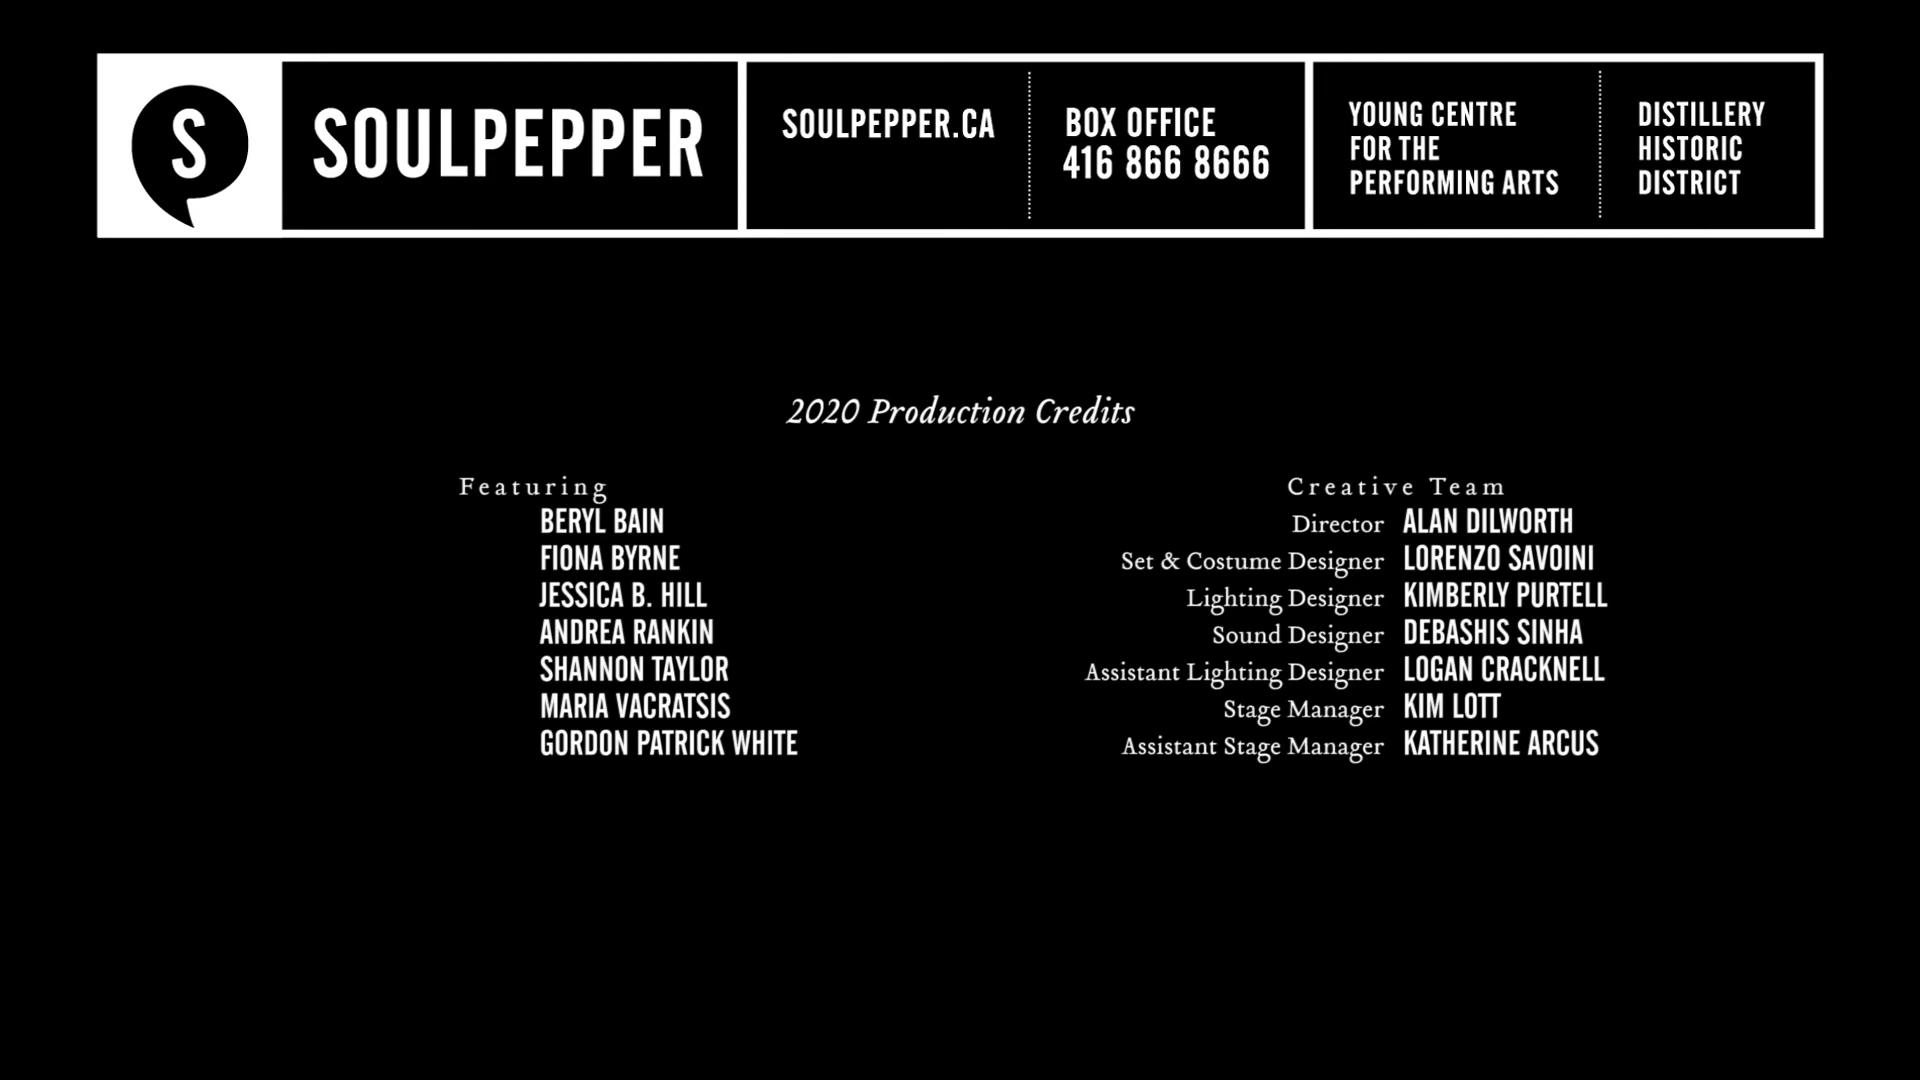 S
SOULPEPPER
SOULPEPPER.CA
BOX OFFICE
416 866 8666
YOUNG CENTRE
FOR THE
PERFORMING ARTS
DISTILLERY
HISTORIC
DISTRICT
2020 Production Credits
Featuring
BERYL BAIN
FIONA BYRNE
JESSICA B. HILL
ANDREA RANKIN
SHANNON TAYLOR
MARIA VACRATSIS
GORDON PATRICK WHITE
Creative Team
Director ALAN DILWORTH
Set & Costume Designer LORENZO SAVOINI
Lighting Designer KIMBERLY PURTELL
Sound Designer DEBASHIS SINHA
Assistant Lighting Designer LOGAN CRACKNELL
Stage Manager KIM LOTT
Assistant Stage Manager KATHERINE ARCUS